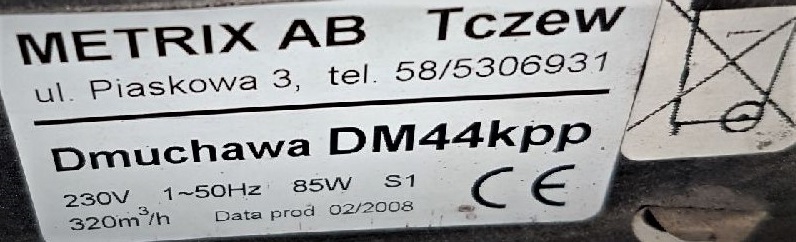 METRIX AB Tczew
ul. Piaskowa 3, tel. 58/5306931
Dmuchawa DM44kpp
230V 1~50Hz 85W S1
320m³/h Data prod 02/2008
CE